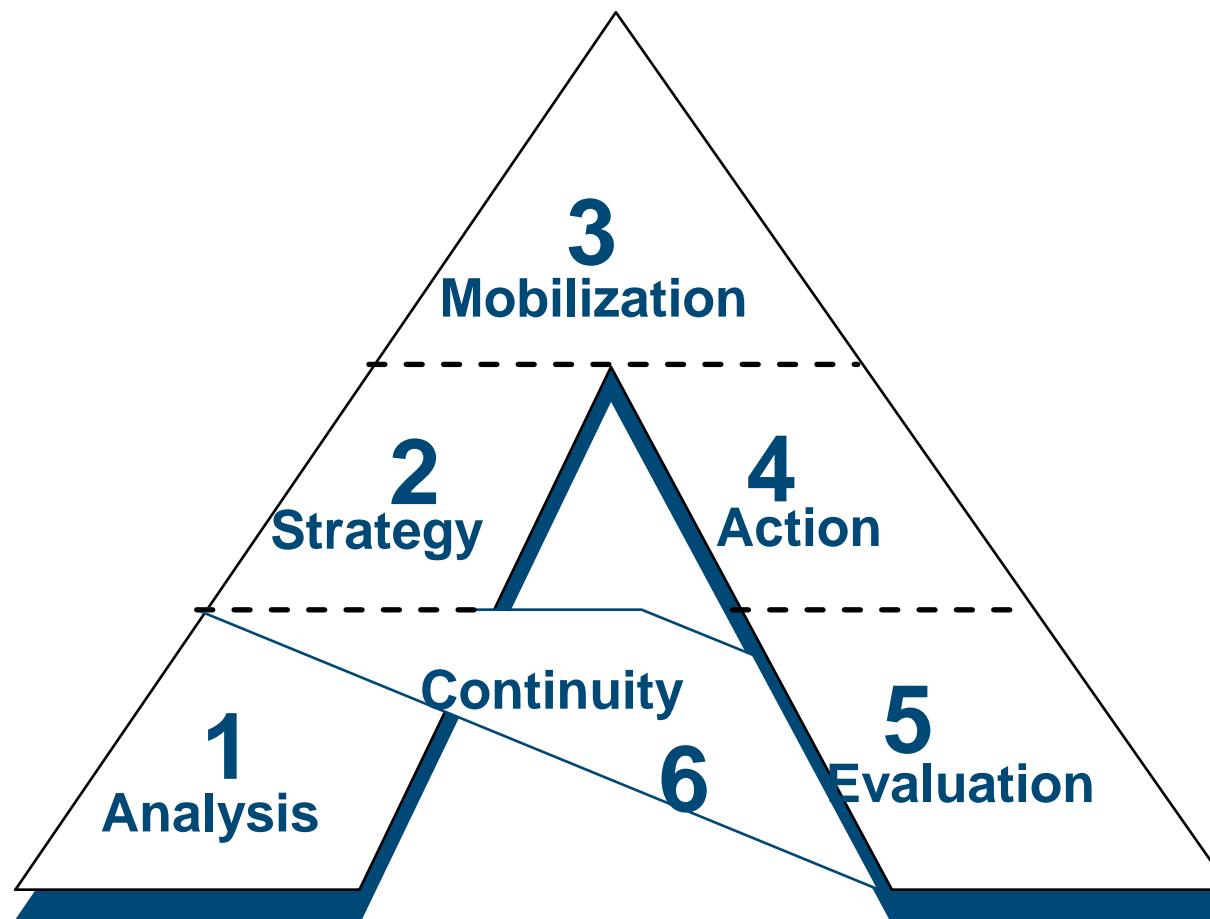 3
Mobilization
2
Strategy
4
Action
Continuity
6
1
Analysis
5
Evaluation